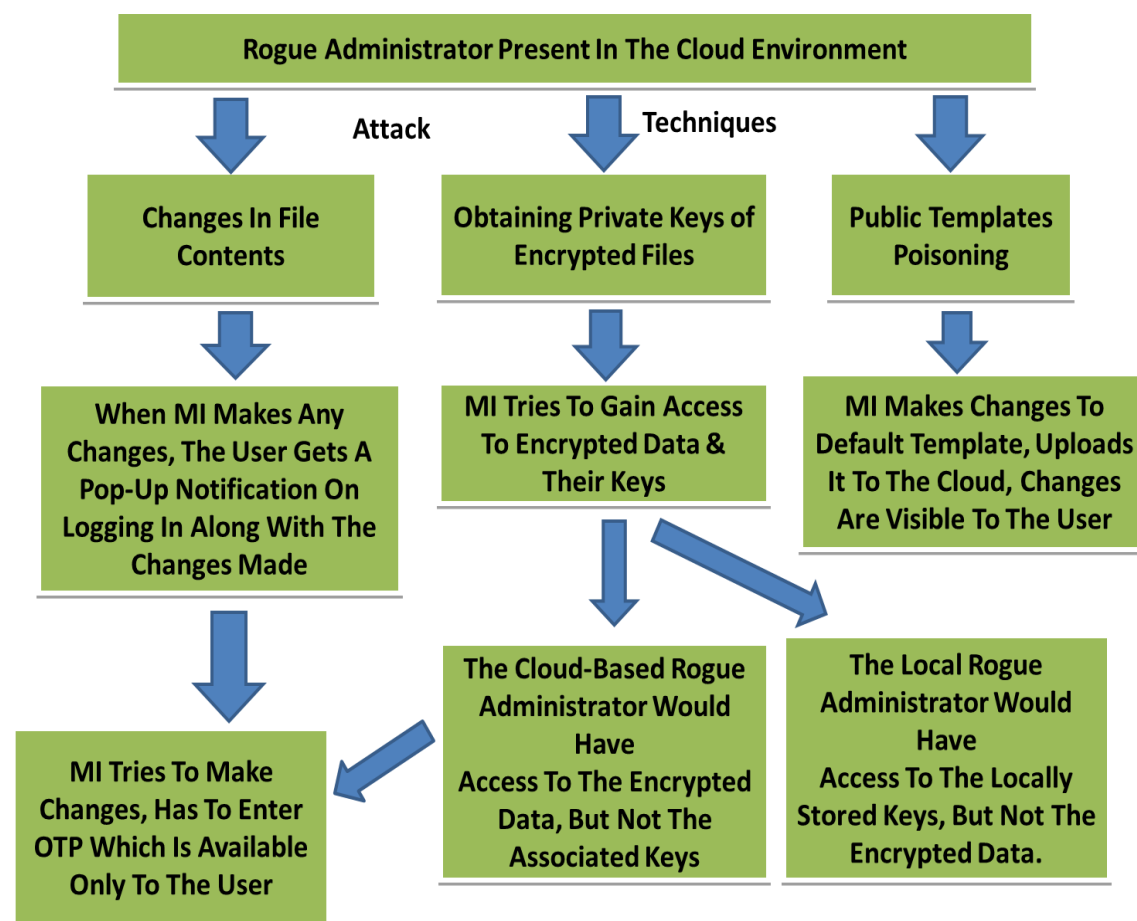 Rogue Administrator Present In The Cloud Environment
Attack
Techniques
Changes In File
Contents
Obtaining Private Keys of
Encrypted Files
Public Templates
Poisoning
When MI Makes Any
Changes, The User Gets A
Pop-Up Notification On
Logging In Along With The
Changes Made
MI Tries To Gain Access
To Encrypted Data &
Their Keys
MI Makes Changes To
Default Template, Uploads
It To The Cloud, Changes
Are Visible To The User
MI Tries To Make
Changes, Has To Enter
OTP Which Is Available
Only To The User
The Cloud-Based Rogue
Administrator Would
Have
Access To The Encrypted
Data, But Not The
Associated Keys
The Local Rogue
Administrator Would
Have
Access To The Locally
Stored Keys, But Not The
Encrypted Data.